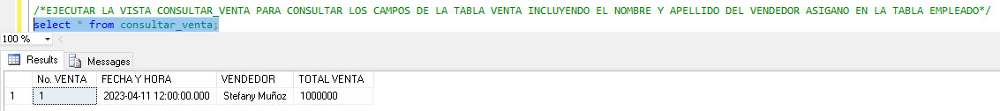 /*EJECUTAR LA VISTA CONSULTAR_VENTA PARA CONSULTAR LOS CAMPOS DE LA TABLA VENTA INCLUYENDO EL NOMBRE Y APELLIDO DEL VENDEDOR ASIGANO EN LA TABLA EMPLEADO*/
select * from consultar_venta;
100 %
Results Messages
No. VENTA FECHA Y HORA VENDEDOR TOTAL VENTA
1 1 2023-04-11 12:00:00.000 Stefany Muñoz 1000000